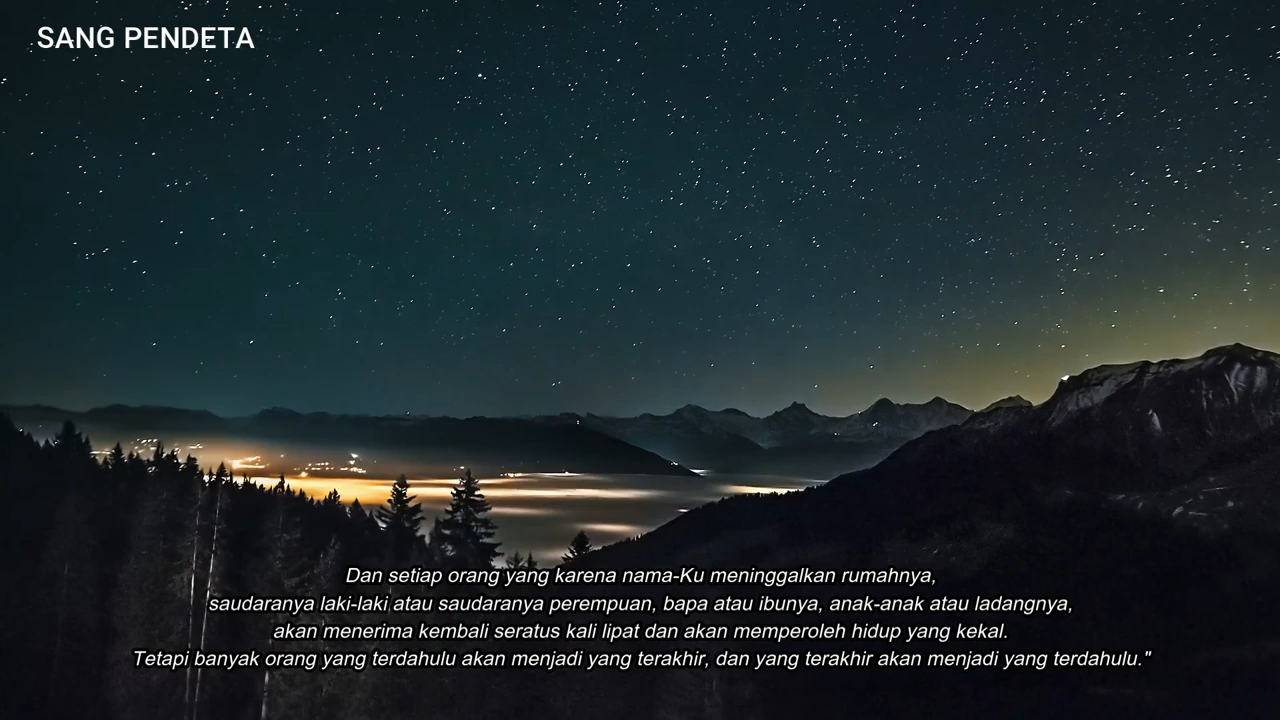 SANG PENDETA
Dan setiap orang yang karena nama-Ku meninggalkan rumahnya,
saudaranya laki-laki atau saudaranya perempuan, bapa atau ibunya, anak-anak atau ladangnya,
akan menerima kembali seratus kali lipat dan akan memperoleh hidup yang kekal.
Tetapi banyak orang yang terdahulu akan menjadi yang terakhir, dan yang terakhir akan menjadi yang terdahulu."